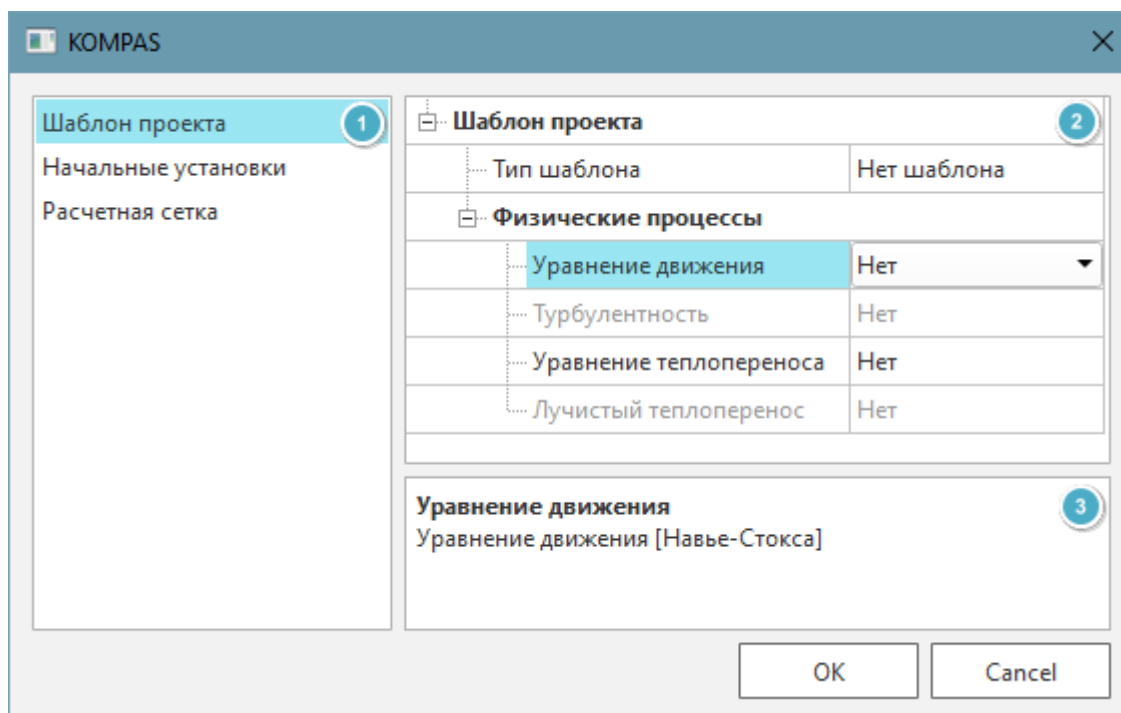 KOMPAS
Шаблон проекта 1
Начальные установки
Расчетная сетка
Шаблон проекта 2
Тип шаблона Нет шаблона
Физические процессы
Уравнение движения Нет
Турбулентность Нет
Уравнение теплопереноса Нет
Лучистый теплоперенос Нет
Уравнение движения 3
Уравнение движения [Навье-Стокса]
OK Cancel